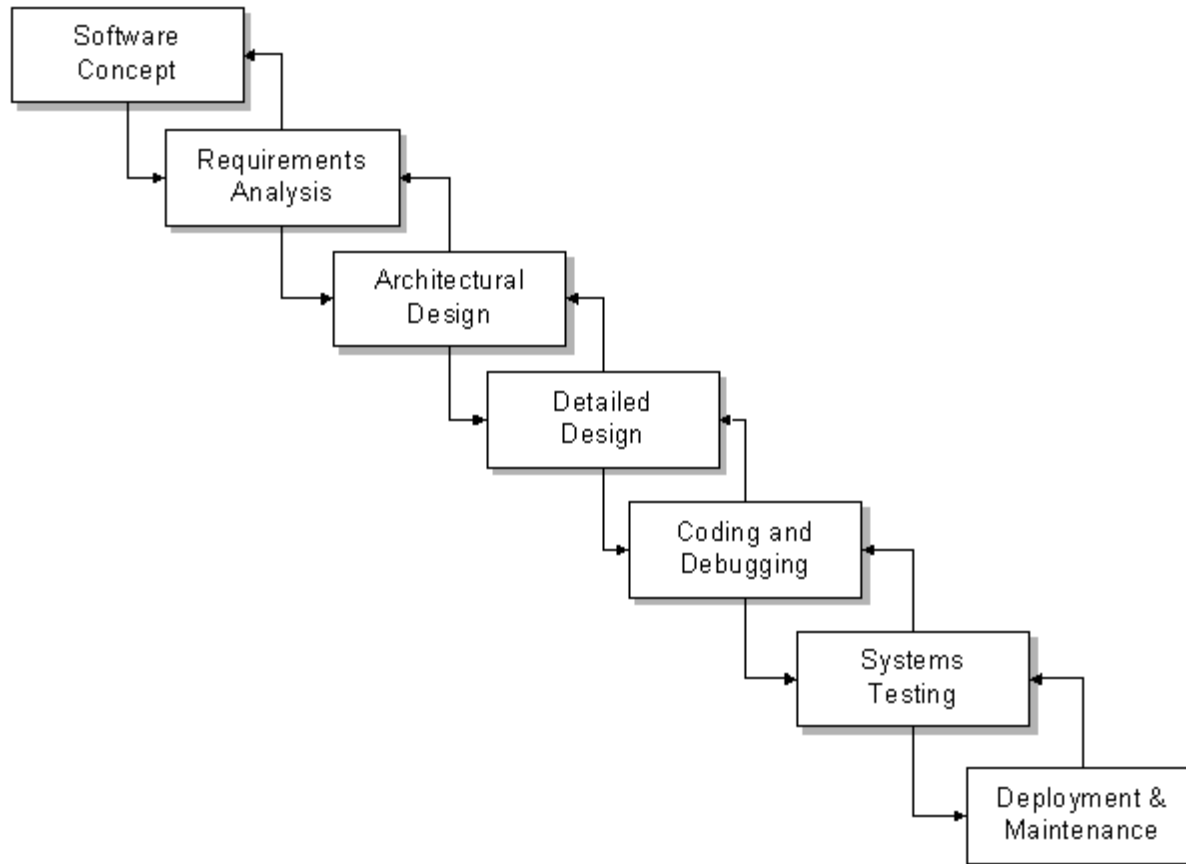 Software
Concept
Requirements
Analysis
Architectural
Design
Detailed
Design
Coding and
Debugging
Systems
Testing
Deployment &
Maintenance